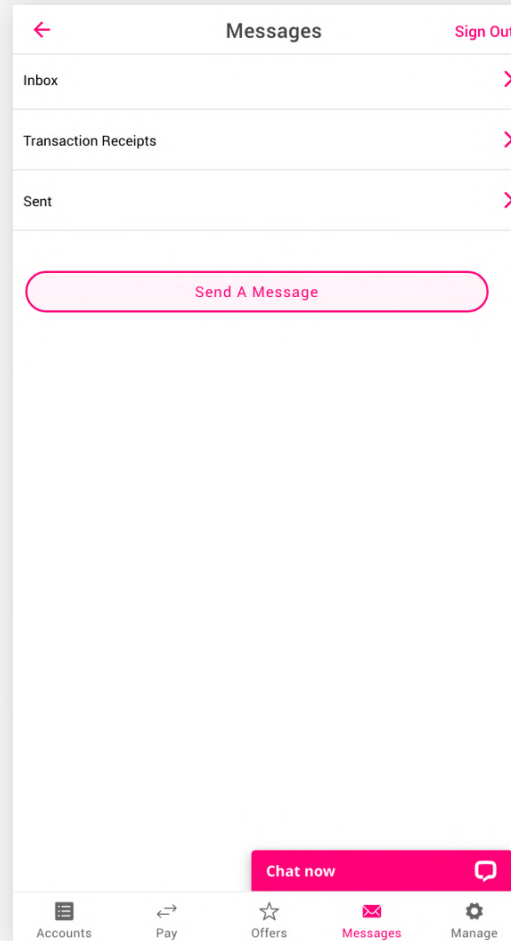 Messages
Sign Out
Inbox
Transaction Receipts
Sent
Send A Message
Chat now
Accounts
Pay
Offers
Messages
Manage